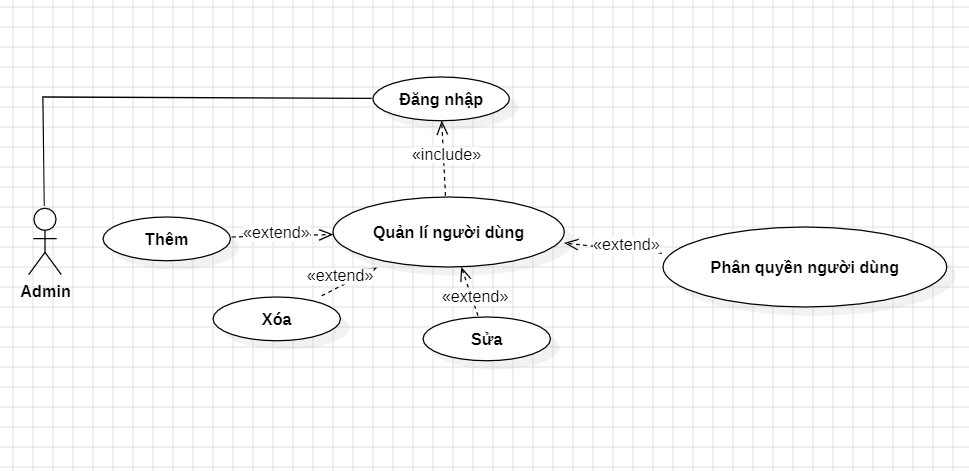 Đăng nhập
«include»
Quản lí người dùng
Thêm
«extend»
«extend»
Phân quyền người dùng
«extend»
Admin
«extend»
Xóa
Sửa